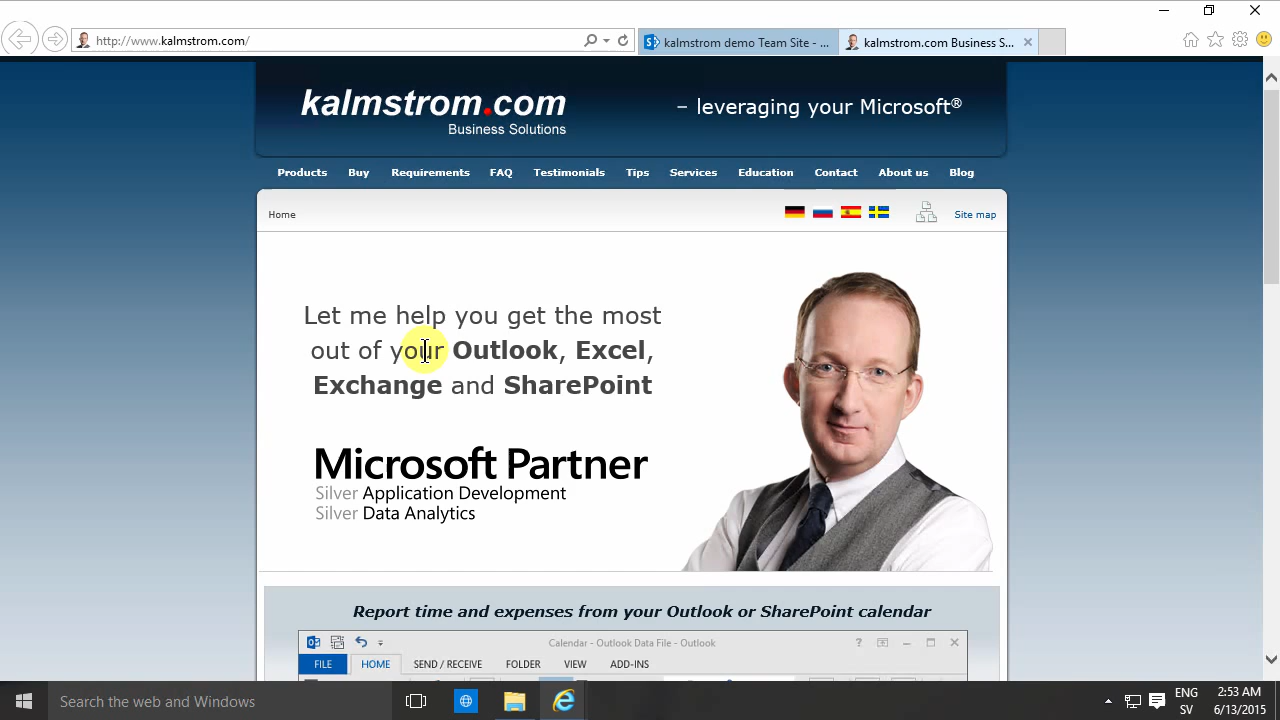 http://www.kalmstrom.com/
kalmstrom demo Team Site - ...
kalmstrom.com Business S...
kalmstrom.com
Business Solutions
– leveraging your Microsoft®
Products Buy Requirements FAQ Testimonials Tips Services Education Contact About us Blog
Home
Site map
Let me help you get the most
out of your Outlook, Excel,
Exchange and SharePoint
Microsoft Partner
Silver Application Development
Silver Data Analytics
Report time and expenses from your Outlook or SharePoint calendar
Calendar - Outlook Data File - Outlook
FILE HOME SEND / RECEIVE FOLDER VIEW ADD-INS
Search the web and Windows
ENG
SV
2:53 AM
6/13/2015